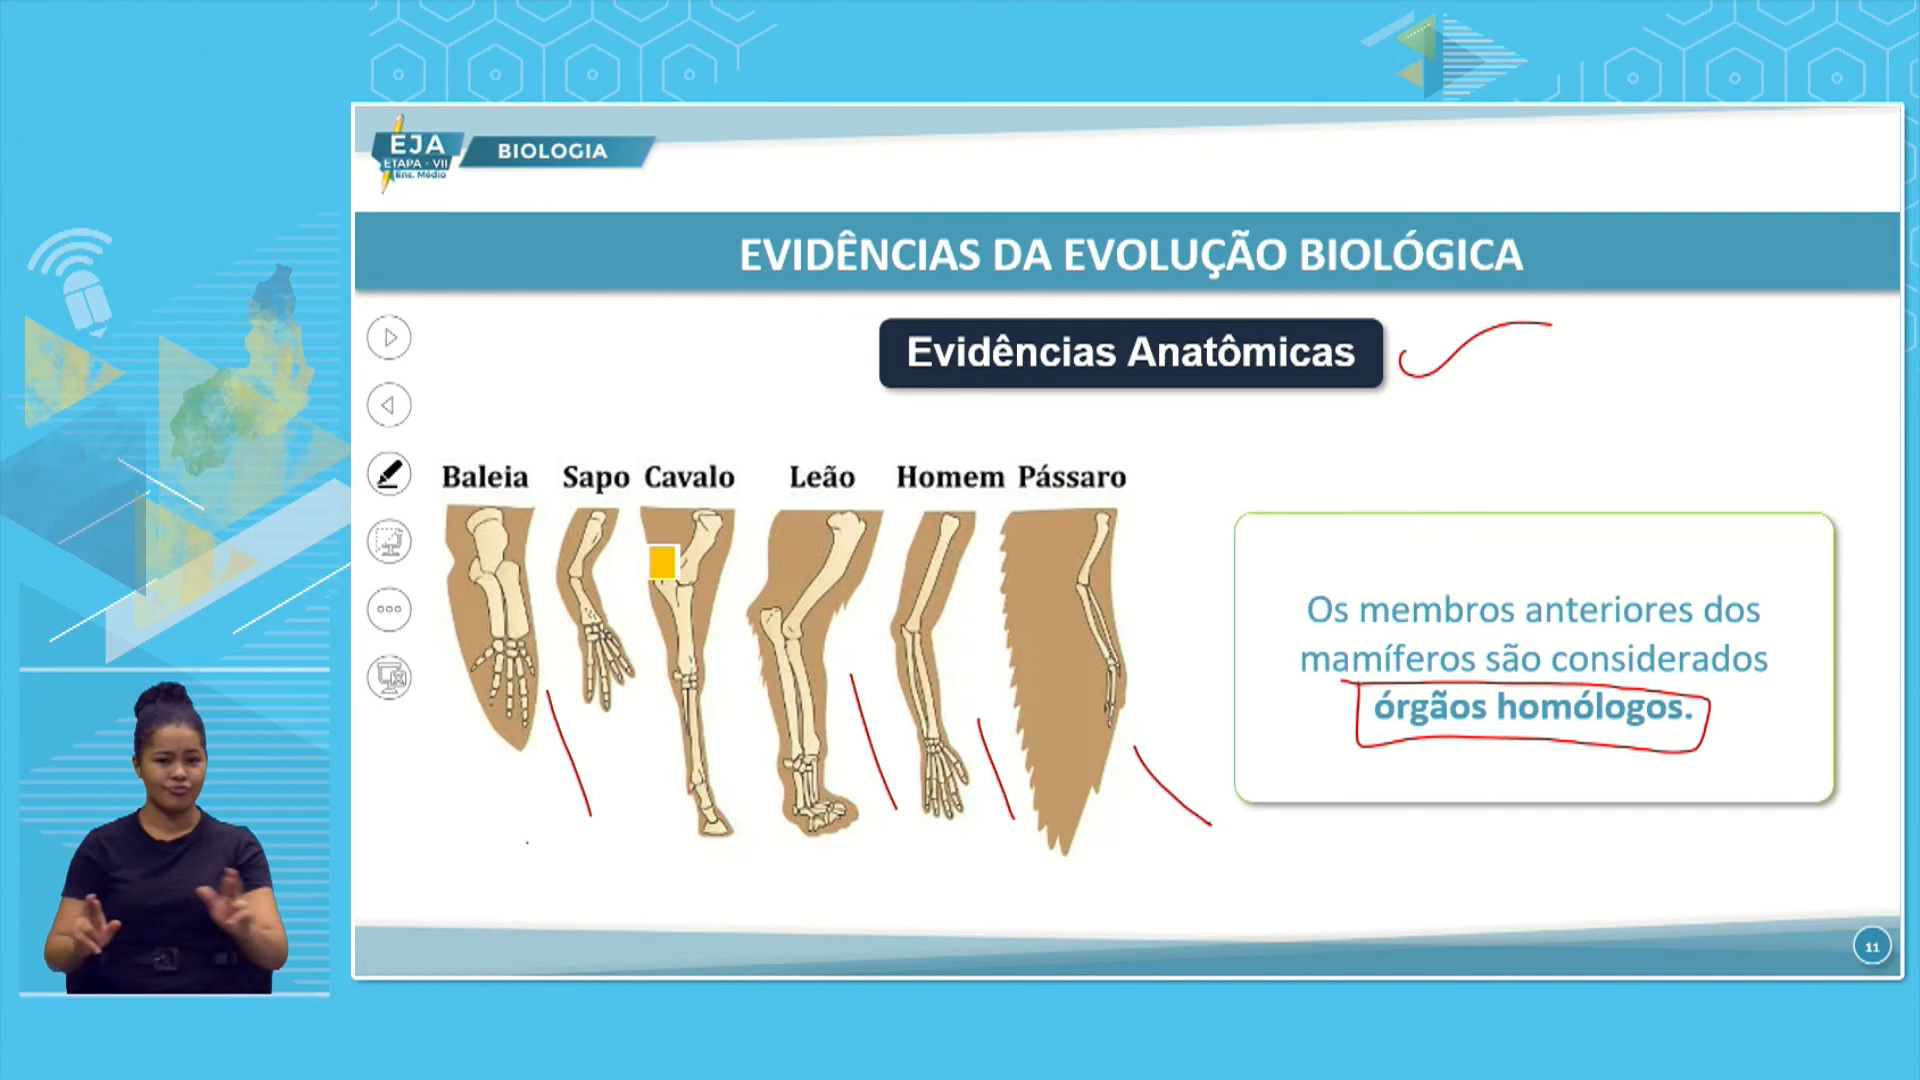 EJA
ETAPA - VII
Ens. Médio
BIOLOGIA
EVIDÊNCIAS DA EVOLUÇÃO BIOLÓGICA
Evidências Anatômicas
Baleia Sapo Cavalo Leão Homem Pássaro
Os membros anteriores dos
mamíferos são considerados
órgãos homólogos.
11